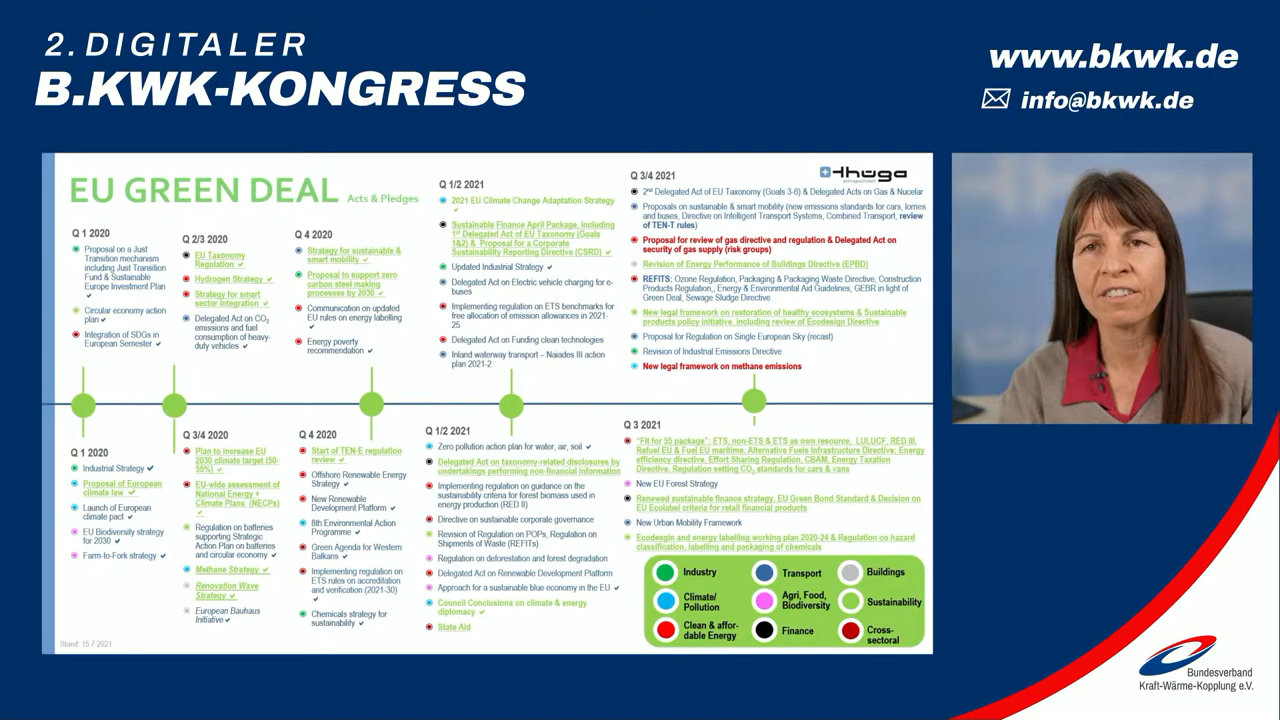 2. DIGITALER
B.KWK-KONGRESS
www.bkwk.de
info@bkwk.de
EU GREEN DEAL Acts & Pledges
thüga
Q 1 2020
Proposal on a Just
Transition mechanism
including Just Transition
Fund & Sustainable
Europe Investment Plan
✓
Circular economy action
plan ✓
Integration of SDGs in
European Semester ✓
Q 2/3 2020
EU Taxonomy
Regulation ✓
Hydrogen Strategy ✓
Strategy for smart
sector integration ✓
Delegated Act on CO2
emissions and fuel
consumption of heavy-
duty vehicles ✓
Q 4 2020
Strategy for sustainable &
smart mobility ✓
Proposal to support zero
carbon steel making
processes by 2030 ✓
Communication on updated
EU rules on energy labelling
✓
Energy poverty
recommendation ✓
Q 1/2 2021
2021 EU Climate Change Adaptation Strategy
✓
Sustainable Finance April Package, including
1st Delegated Act of EU Taxonomy (Goals
1&2) & Proposal for a Corporate
Sustainability Reporting Directive (CSRD) ✓
Updated Industrial Strategy ✓
Delegated Act on Electric vehicle charging for e-
buses
Implementing regulation on ETS benchmarks for
free allocation of emission allowances in 2021-
25
Delegated Act on Funding clean technologies
Inland waterway transport – Naiades III action
plan 2021-2
Q 3/4 2021
2nd Delegated Act of EU Taxonomy (Goals 3-6) & Delegated Acts on Gas & Nucelar
Proposals on sustainable & smart mobility (new emissions standards for cars, lorries
and buses, Directive on Intelligent Transport Systems, Combined Transport, review
of TEN-T rules)
Proposal for review of gas directive and regulation & Delegated Act on
security of gas supply (risk groups)
Revision of Energy Performance of Buildings Directive (EPBD)
REFITS: Ozone Regulation, Packaging & Packaging Waste Directive, Construction
Products Regulation,, Energy & Environmental Aid Guidelines, GEBR in light of
Green Deal, Sewage Sludge Directive
New legal framework on restoration of healthy ecosystems & Sustainable
products policy initiative, including review of Ecodesign Directive
Proposal for Regulation on Single European Sky (recast)
Revision of Industrial Emissions Directive
New legal framework on methane emissions
Q 1 2020
Industrial Strategy ✓
Proposal of European
climate law ✓
Launch of European
climate pact ✓
EU Biodiversity strategy
for 2030 ✓
Farm-to-Fork strategy ✓
Q 3/4 2020
Plan to increase EU
2030 climate target (50-
55%) ✓
EU-wide assessment of
National Energy +
Climate Plans (NECPs)
✓
Regulation on batteries
supporting Strategic
Action Plan on batteries
and circular economy ✓
Methane Strategy ✓
Renovation Wave
Strategy ✓
European Bauhaus
Initiative ✓
Q 4 2020
Start of TEN-E regulation
review ✓
Offshore Renewable Energy
Strategy ✓
New Renewable
Development Platform ✓
8th Environmental Action
Programme ✓
Green Agenda for Western
Balkans ✓
Implementing regulation on
ETS rules on accreditation
and verification (2021-30)
✓
Chemicals strategy for
sustainability ✓
Q 1/2 2021
Zero pollution action plan for water, air, soil ✓
Delegated Act on taxonomy-related disclosures by
undertakings performing non-financial information
Implementing regulation on guidance on the
sustainability criteria for forest biomass used in
energy production (RED II)
Directive on sustainable corporate governance
Revision of Regulation on POPs, Regulation on
Shipments of Waste (REFITs)
Regulation on deforestation and forest degradation
Delegated Act on Renewable Development Platform
Approach for a sustainable blue economy in the EU ✓
Council Conclusions on climate & energy
diplomacy ✓
State Aid
Q 3 2021
"Fit for 55 package": ETS, non-ETS & ETS as own resource, LULUCF, RED III,
Refuel EU & Fuel EU maritime, Alternative Fuels Infrastructure Directive; Energy
efficiency directive, Effort Sharing Regulation, CBAM, Energy Taxation
Directive, Regulation setting CO2 standards for cars & vans
New EU Forest Strategy
Renewed sustainable finance strategy, EU Green Bond Standard & Decision on
EU Ecolabel criteria for retail financial products
New Urban Mobility Framework
Ecodesgin and energy labelling working plan 2020-24 & Regulation on hazard
classification, labelling and packaging of chemicals
Industry
Transport
Buildings
Climate/
Pollution
Agri, Food,
Biodiversity
Sustainability
Clean & affor-
dable Energy
Finance
Cross-
sectoral
Stand: 15.7.2021
Bundesverband
Kraft-Wärme-Kopplung e.V.